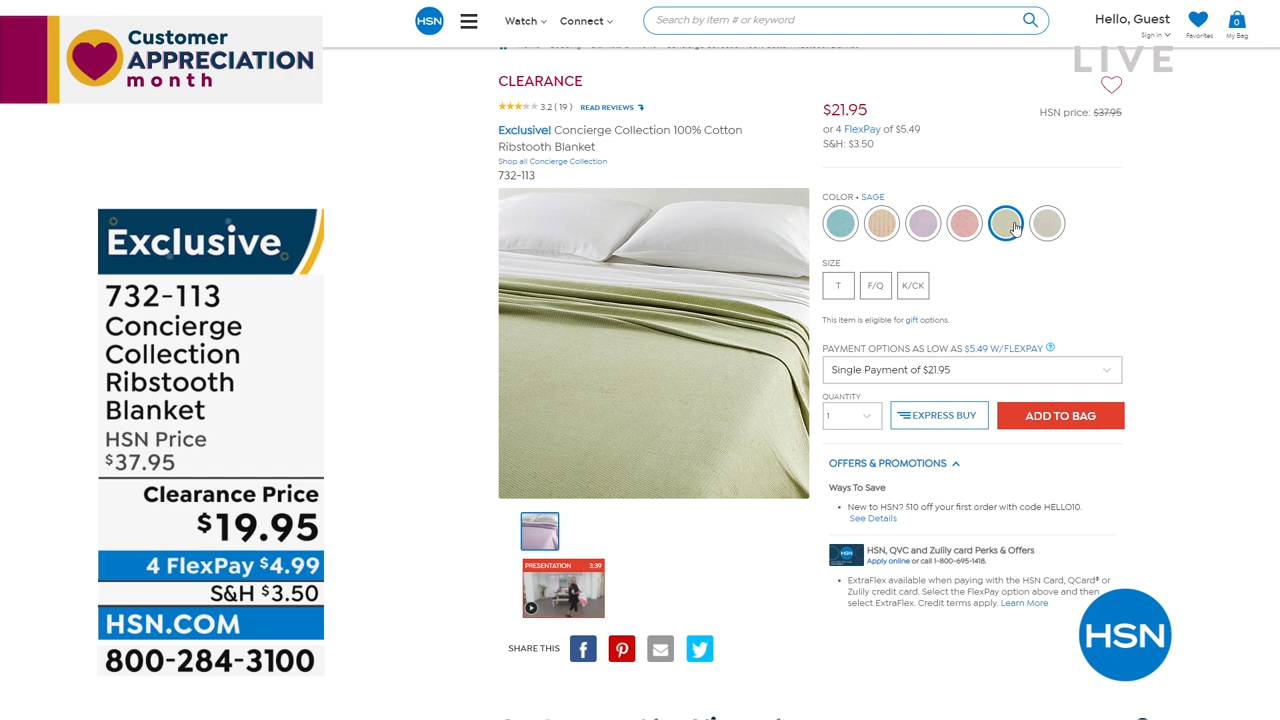 Customer
APPRECIATION
month
HSN
Watch
Connect
Search by item # or keyword
Hello, Guest
Sign in
Favorites
0
My Bag
LIVE
CLEARANCE
3.2 ( 19 ) READ REVIEWS
Exclusive! Concierge Collection 100% Cotton
Ribstooth Blanket
Shop all Concierge Collection
732-113
$21.95
HSN price: $37.95
or 4 FlexPay of $5.49
S&H: $3.50
COLOR • SAGE
SIZE
T
F/Q
K/CK
This item is eligible for gift options.
PAYMENT OPTIONS AS LOW AS $5.49 W/FLEXPAY ?
Single Payment of $21.95
QUANTITY
1
EXPRESS BUY
ADD TO BAG
OFFERS & PROMOTIONS
Ways To Save
• New to HSN? $10 off your first order with code HELLO10.
See Details
HSN
HSN, QVC and Zulily card Perks & Offers
Apply online or call 1-800-695-1418.
• ExtraFlex available when paying with the HSN Card, QCard® or
Zulily credit card. Select the FlexPay option above and then
select ExtraFlex. Credit terms apply. Learn More
PRESENTATION 3:39
SHARE THIS
Exclusive
732-113
Concierge
Collection
Ribstooth
Blanket
HSN Price
$37.95
Clearance Price
$19.95
4 FlexPay $4.99
S&H $3.50
HSN.COM
800-284-3100
HSN